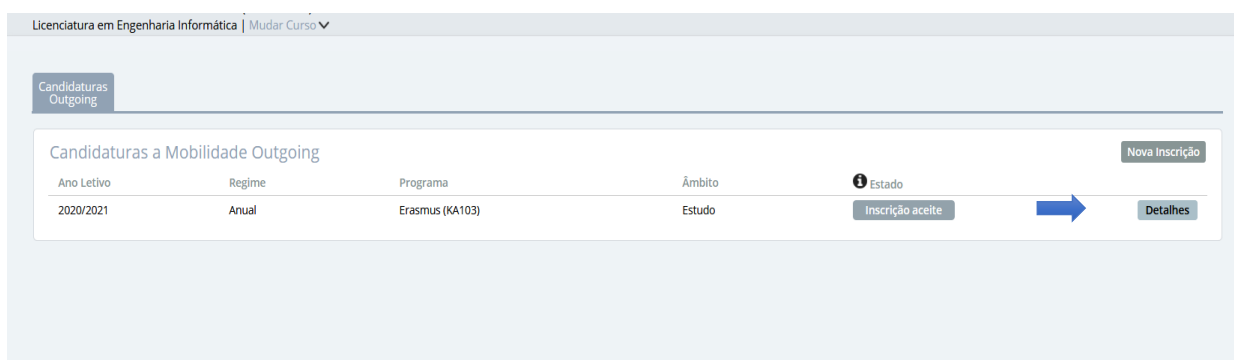 Licenciatura em Engenharia Informática | Mudar Curso
Candidaturas
Outgoing
Candidaturas a Mobilidade Outgoing
Nova Inscrição
Ano Letivo Regime Programa Âmbito Estado
2020/2021 Anual Erasmus (KA103) Estudo Inscrição aceite Detalhes